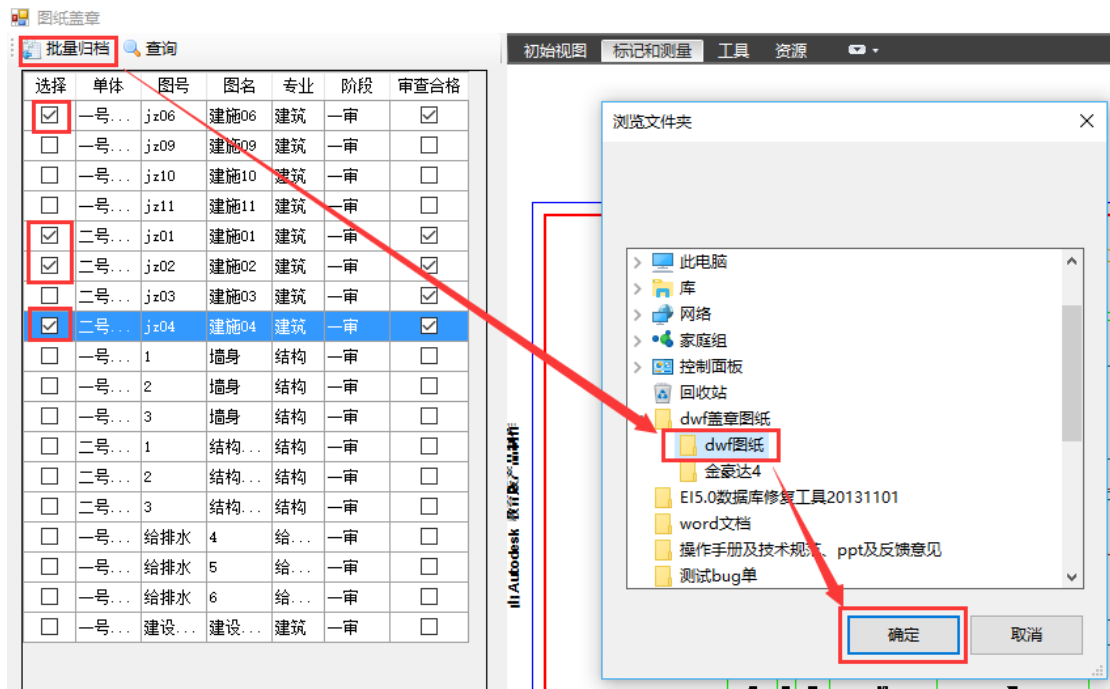 图纸盖章
批量归档 查询
选择 单体 图号 图名 专业 阶段 审查合格
一号... jz06 建施06 建筑 一审
一号... jz09 建施09 建筑 一审
一号... jz10 建施10 建筑 一审
一号... jz11 建施11 建筑 一审
二号... jz01 建施01 建筑 一审
二号... jz02 建施02 建筑 一审
二号... jz03 建施03 建筑 一审
二号... jz04 建施04 建筑 一审
一号... 1 墙身 结构 一审
一号... 2 墙身 结构 一审
一号... 3 墙身 结构 一审
二号... 1 结构... 结构 一审
二号... 2 结构... 结构 一审
二号... 3 结构... 结构 一审
一号... 给排水 4 给... 一审
一号... 给排水 5 给... 一审
一号... 给排水 6 给... 一审
一号... 建设... 建设... 建筑 一审
初始视图 标记和测量 工具 资源
由 Autodesk 教育版产品制作
浏览文件夹
此电脑
库
网络
家庭组
控制面板
回收站
dwf盖章图纸
dwf图纸
金豪达4
EI5.0数据库修复工具20131101
word文档
操作手册及技术规范、ppt及反馈意见
测试bug单
确定 取消